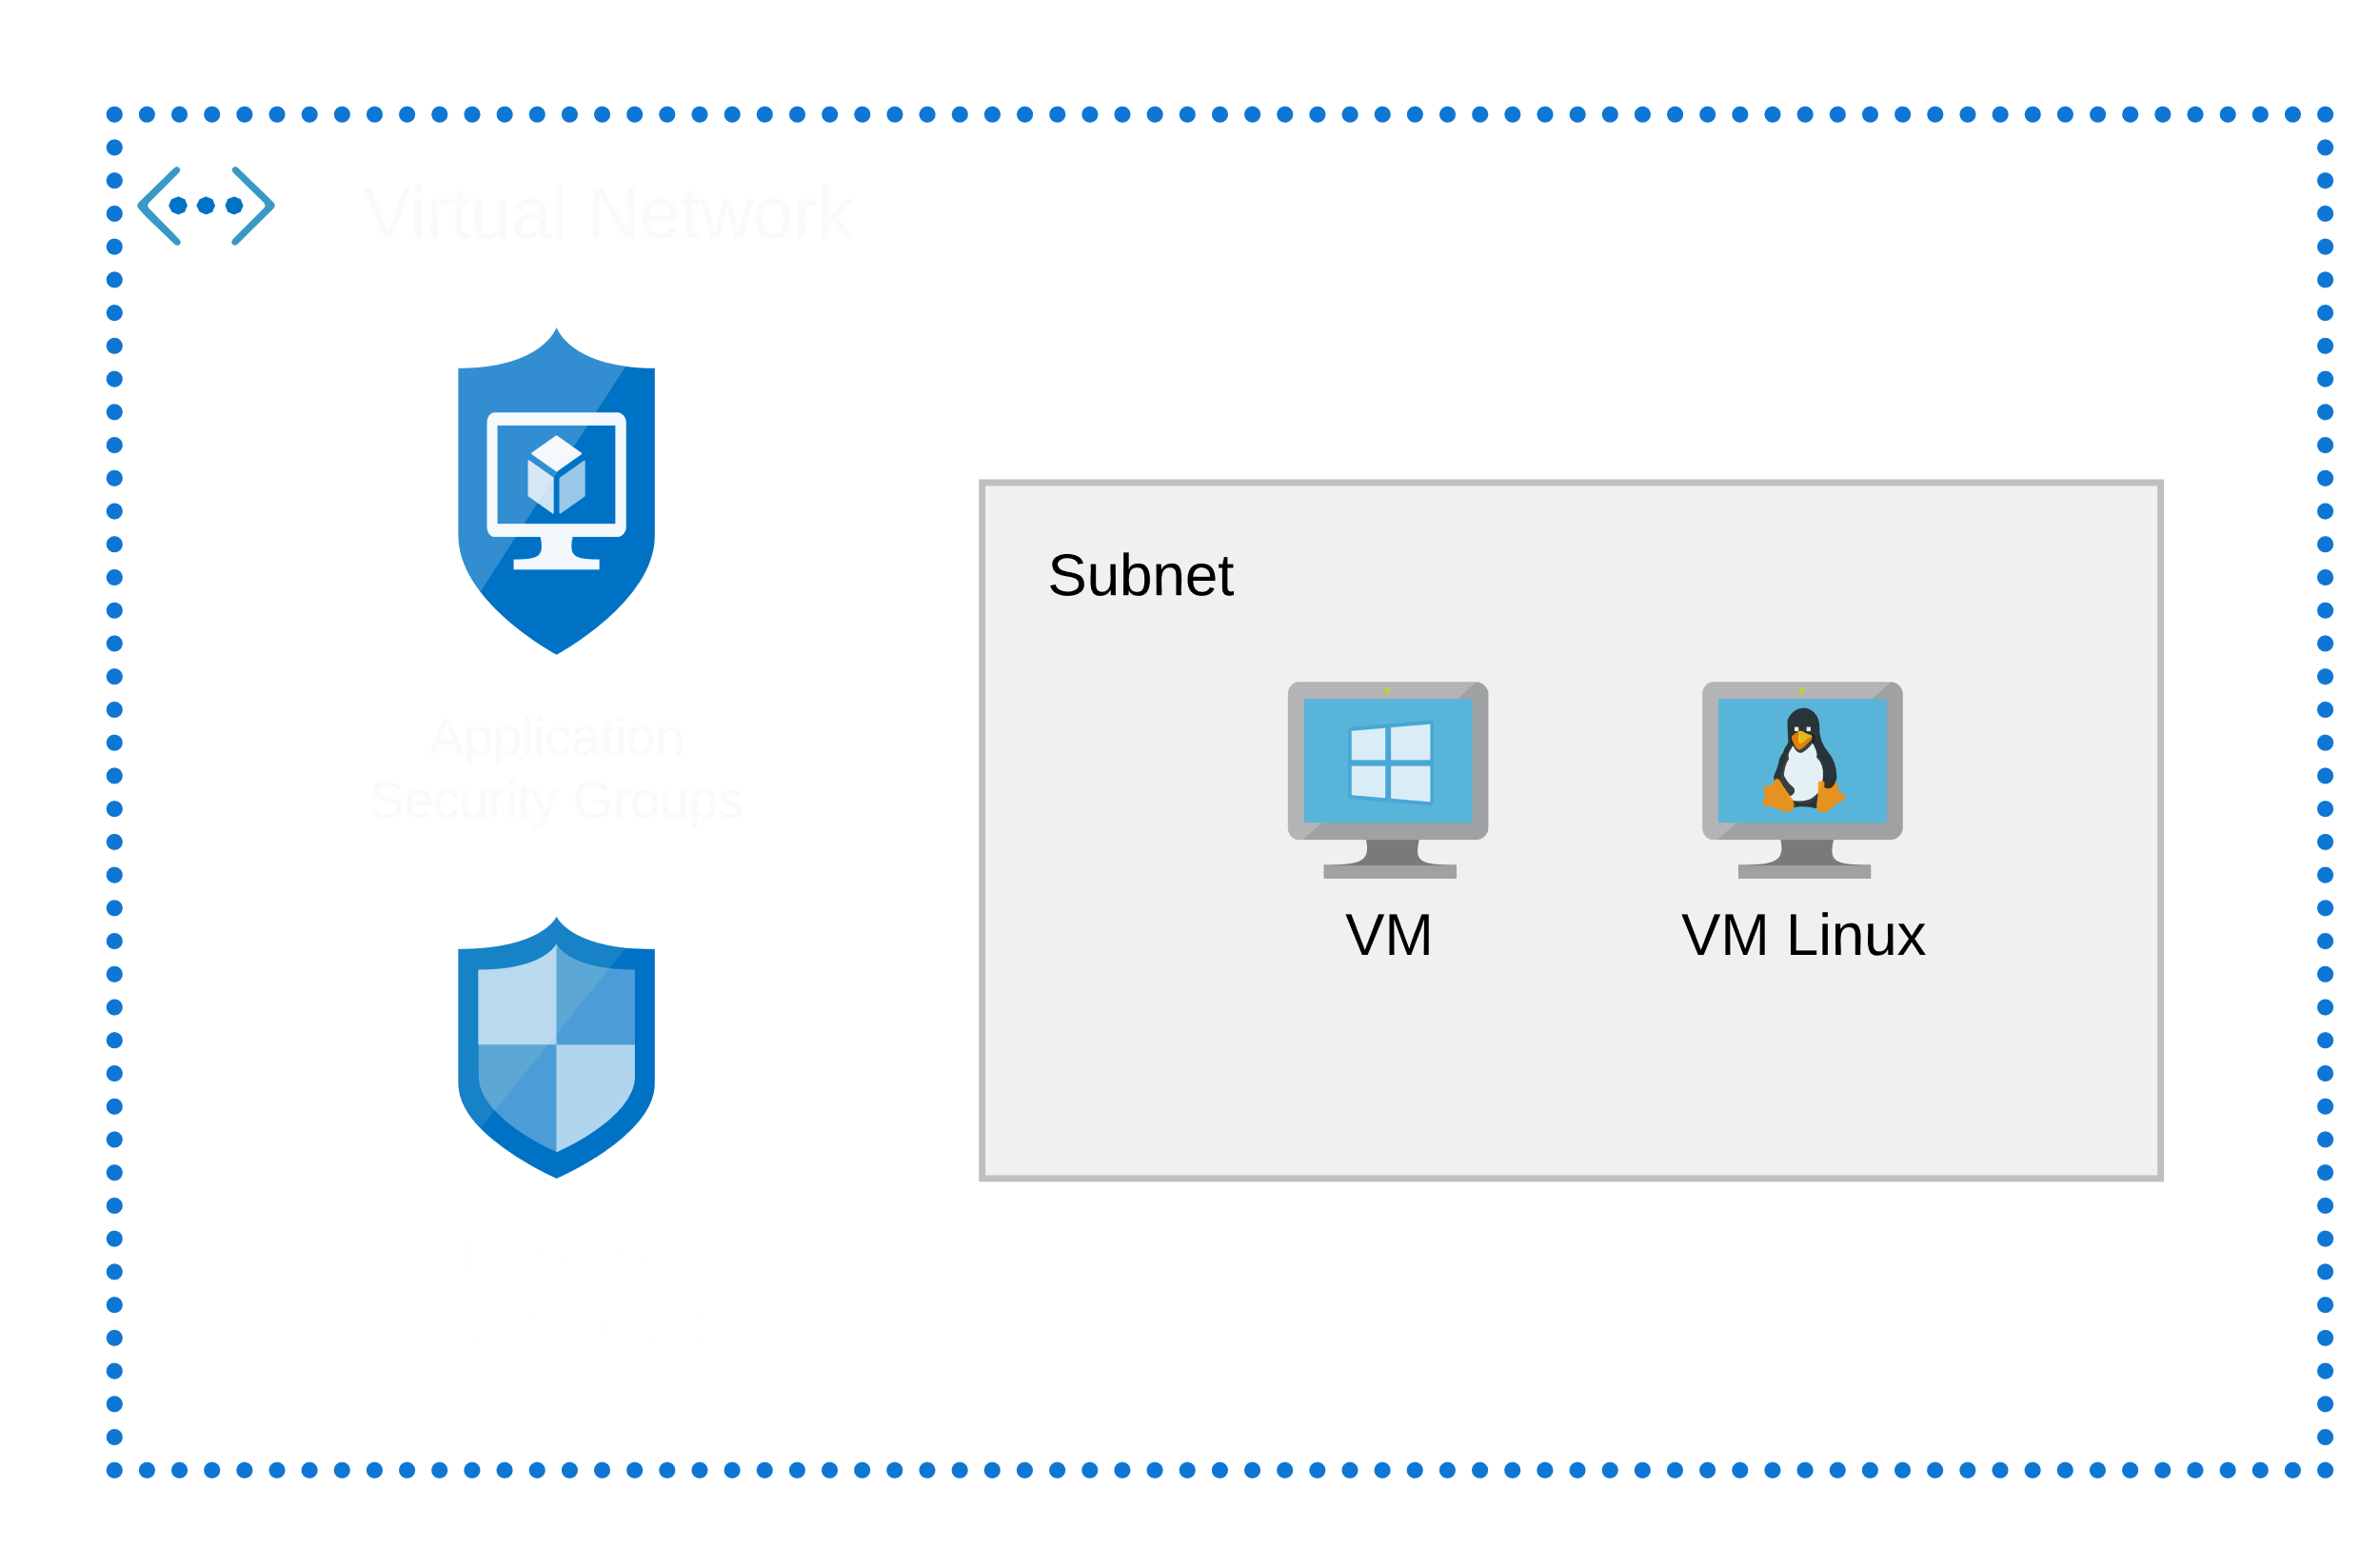 Virtual Network
Application
Security Groups
Subnet
VM
VM Linux